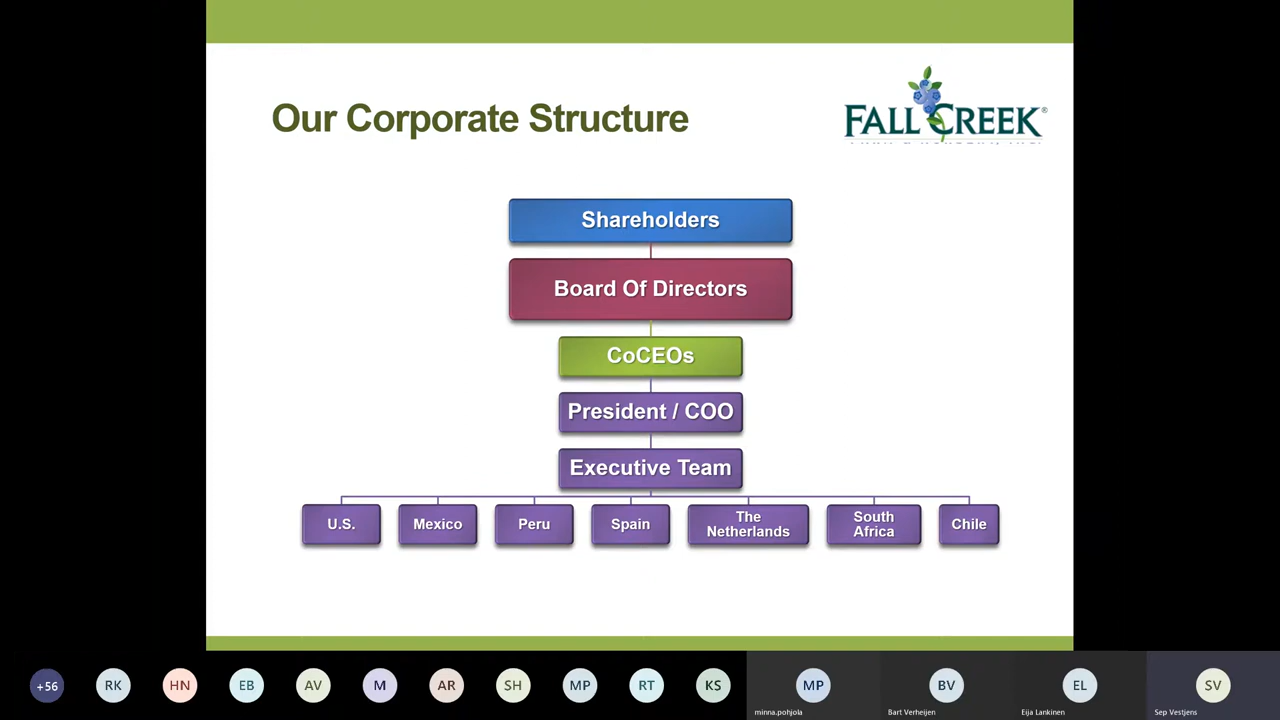 Our Corporate Structure
FALL CREEK®
Shareholders
Board Of Directors
CoCEOs
President / COO
Executive Team
U.S.
Mexico
Peru
Spain
The
Netherlands
South
Africa
Chile
+56
RK
HN
EB
AV
M
AR
SH
MP
RT
KS
MP
minna.pohjola
BV
Bart Verheijen
EL
Eija Lankinen
SV
Sep Vestjens